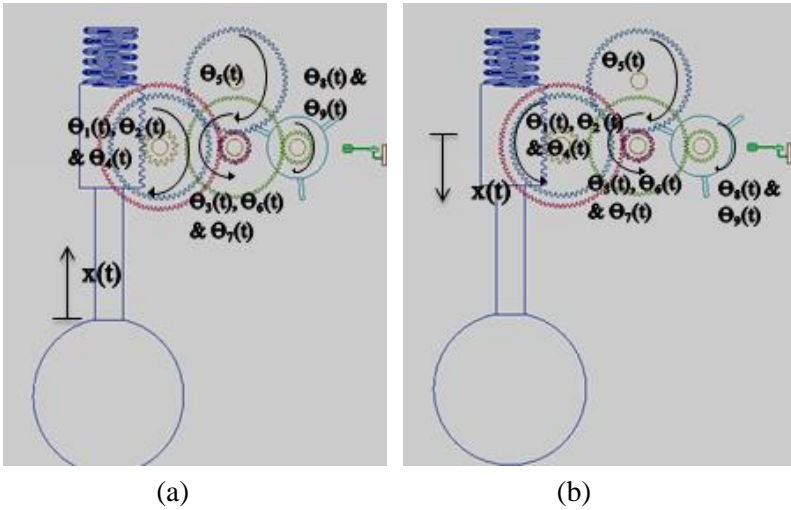 Θ5(t)
Θ8(t) &
Θ9(t)
Θ1(t), Θ2(t)
& Θ4(t)
Θ3(t), Θ6(t)
& Θ7(t)
x(t)
(a)
Θ5(t)
Θ1(t), Θ2(t)
& Θ4(t)
x(t)
Θ3(t), Θ6(t)
& Θ7(t)
Θ8(t) &
Θ9(t)
(b)